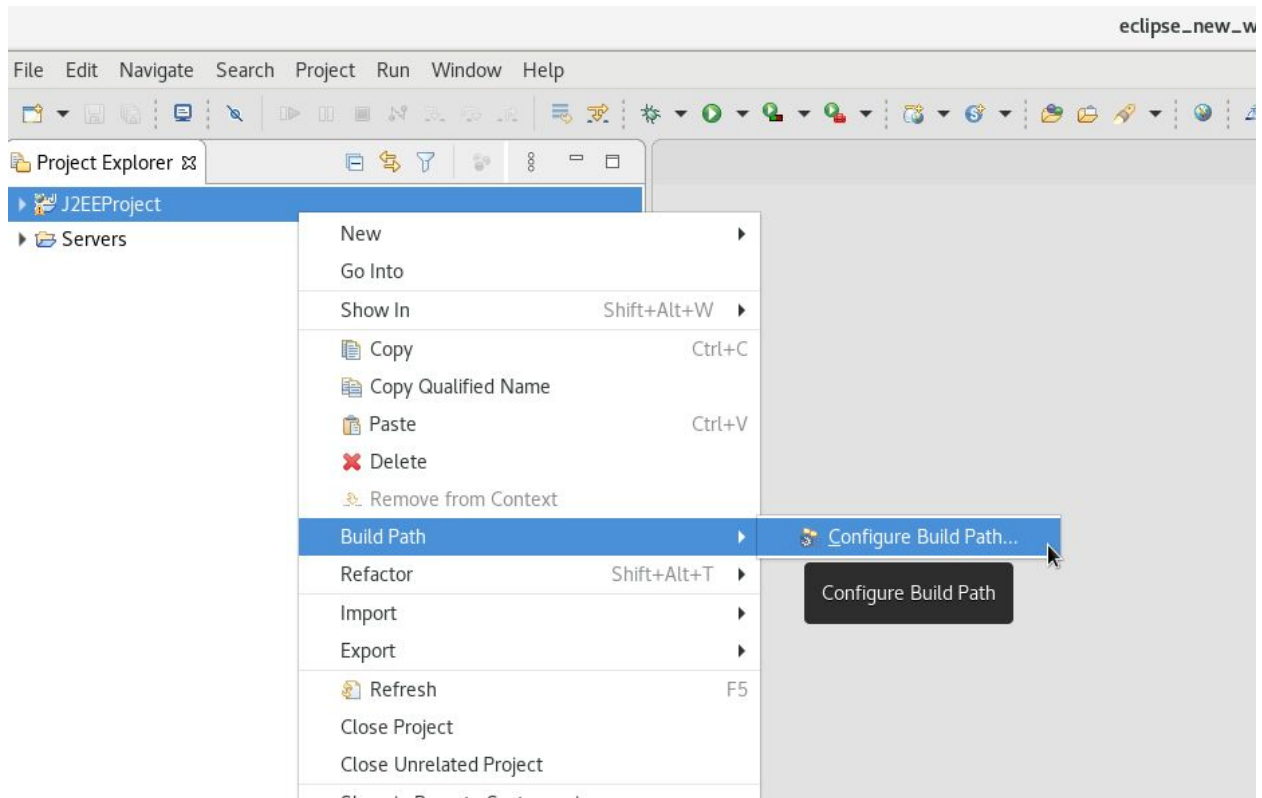 eclipse_new_w
File Edit Navigate Search Project Run Window Help
Project Explorer
J2EEProject
Servers
New
Go Into
Show In Shift+Alt+W
Copy Ctrl+C
Copy Qualified Name
Paste Ctrl+V
Delete
Remove from Context
Build Path
Configure Build Path...
Refactor Shift+Alt+T
Configure Build Path
Import
Export
Refresh F5
Close Project
Close Unrelated Project